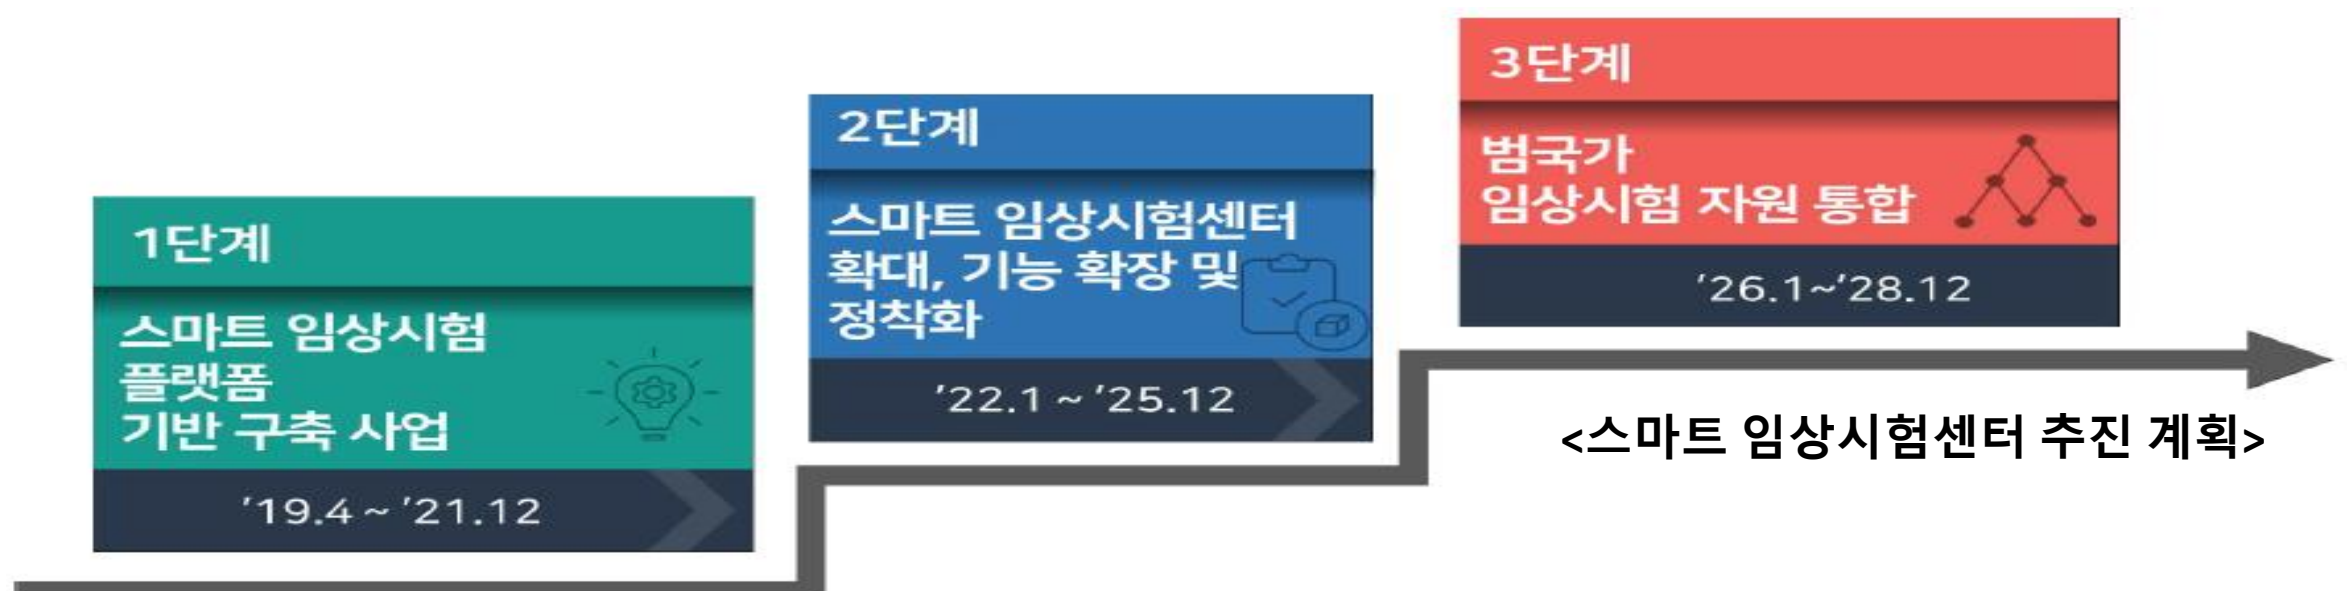 1단계
스마트 임상시험
플랫폼
기반 구축 사업
'19.4 ~ '21.12
2단계
스마트 임상시험센터
확대, 기능 확장 및
정착화
'22.1 ~ '25.12
3단계
범국가
임상시험 자원 통합
'26.1~'28.12
<스마트 임상시험센터 추진 계획>